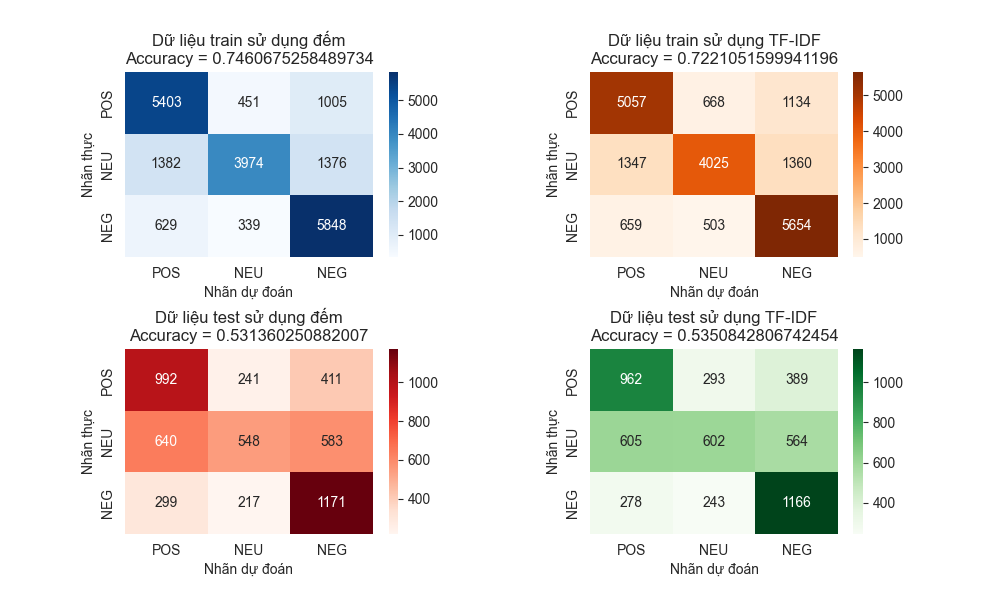 Dữ liệu train sử dụng đếm
Accuracy = 0.7460675258489734
POS 5403 451 1005
NEU 1382 3974 1376
NEG 629 339 5848
POS NEU NEG
Nhãn dự đoán
Nhãn thực
5000
4000
3000
2000
1000
Dữ liệu train sử dụng TF-IDF
Accuracy = 0.7221051599941196
POS 5057 668 1134
NEU 1347 4025 1360
NEG 659 503 5654
POS NEU NEG
Nhãn dự đoán
Nhãn thực
5000
4000
3000
2000
1000
Dữ liệu test sử dụng đếm
Accuracy = 0.531360250882007
POS 992 241 411
NEU 640 548 583
NEG 299 217 1171
POS NEU NEG
Nhãn dự đoán
Nhãn thực
1000
800
600
400
Dữ liệu test sử dụng TF-IDF
Accuracy = 0.5350842806742454
POS 962 293 389
NEU 605 602 564
NEG 278 243 1166
POS NEU NEG
Nhãn dự đoán
Nhãn thực
1000
800
600
400